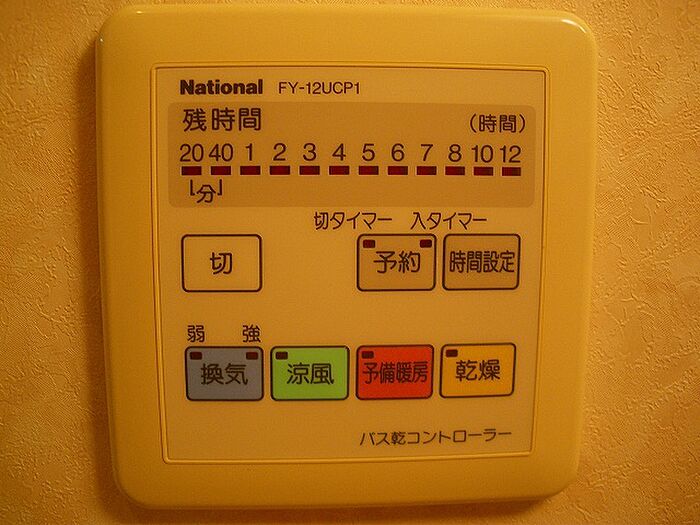 National FY-12UCP1
残時間 (時間)
20 40 1 2 3 4 5 6 7 8 10 12
分
切タイマー 入タイマー
切 予約 時間設定
弱 強
換気 涼風 予備暖房 乾燥
バス乾コントローラー